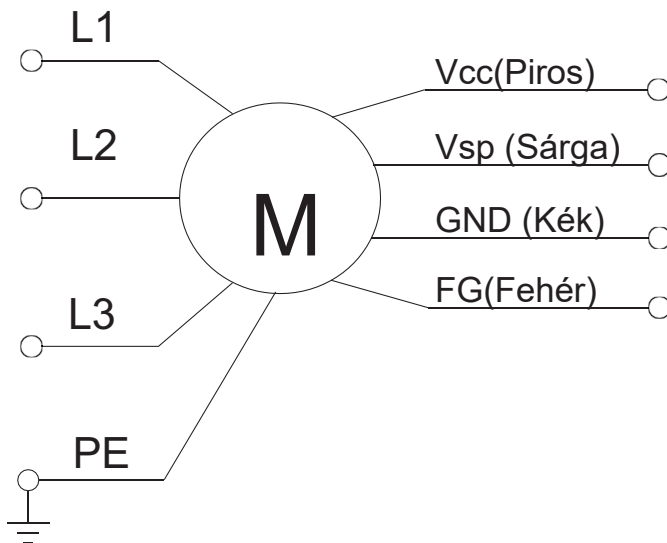 L1
L2
L3
PE
M
Vcc(Piros)
Vsp (Sárga)
GND (Kék)
FG(Fehér)